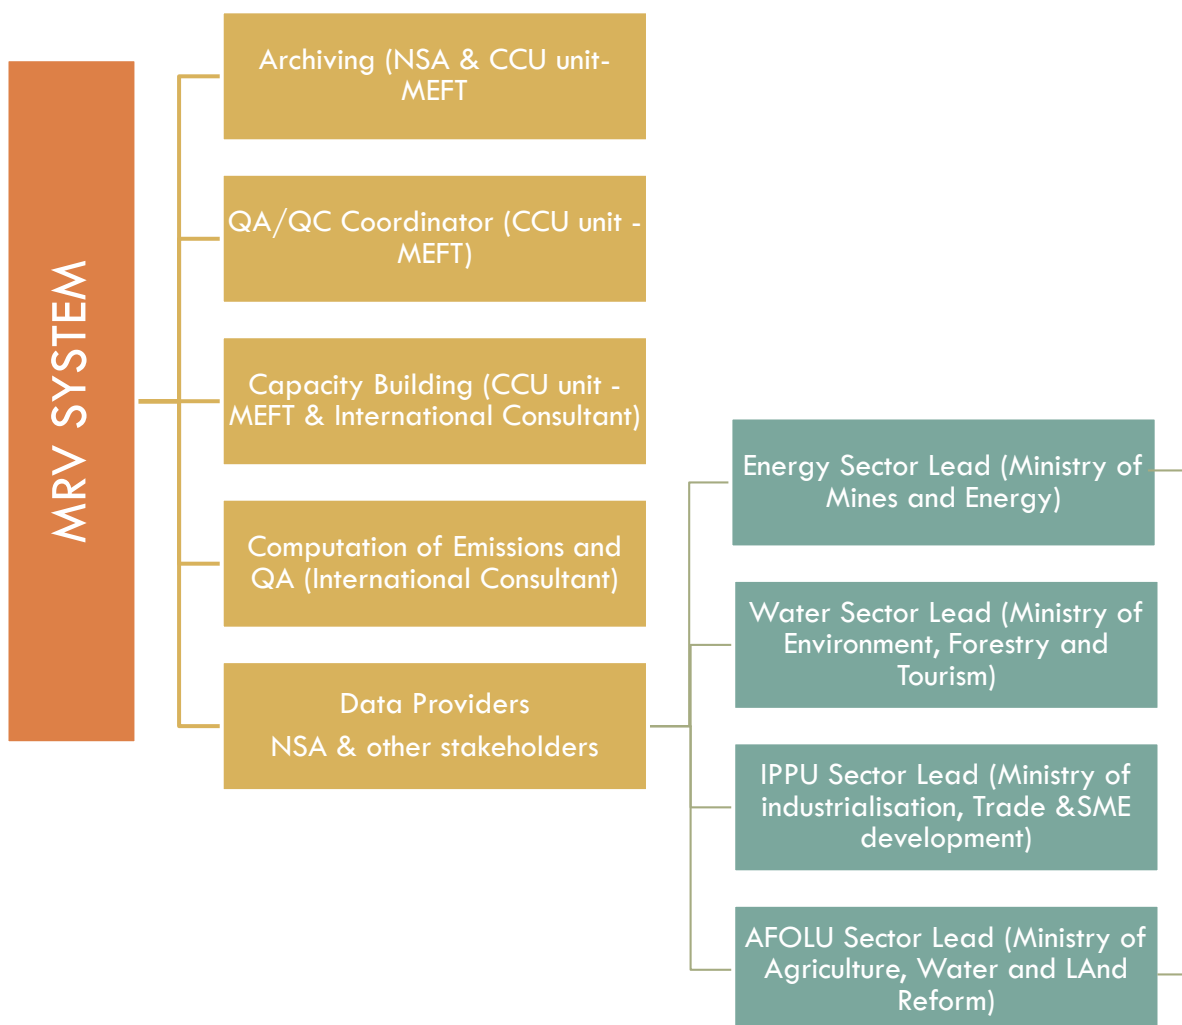 MRV SYSTEM
Archiving (NSA & CCU unit-
MEFT
QA/QC Coordinator (CCU unit -
MEFT)
Capacity Building (CCU unit -
MEFT & International Consultant)
Computation of Emissions and
QA (International Consultant)
Data Providers
NSA & other stakeholders
Energy Sector Lead (Ministry of
Mines and Energy)
Water Sector Lead (Ministry of
Environment, Forestry and
Tourism)
IPPU Sector Lead (Ministry of
industrialisation, Trade &SME
development)
AFOLU Sector Lead (Ministry of
Agriculture, Water and LAnd
Reform)